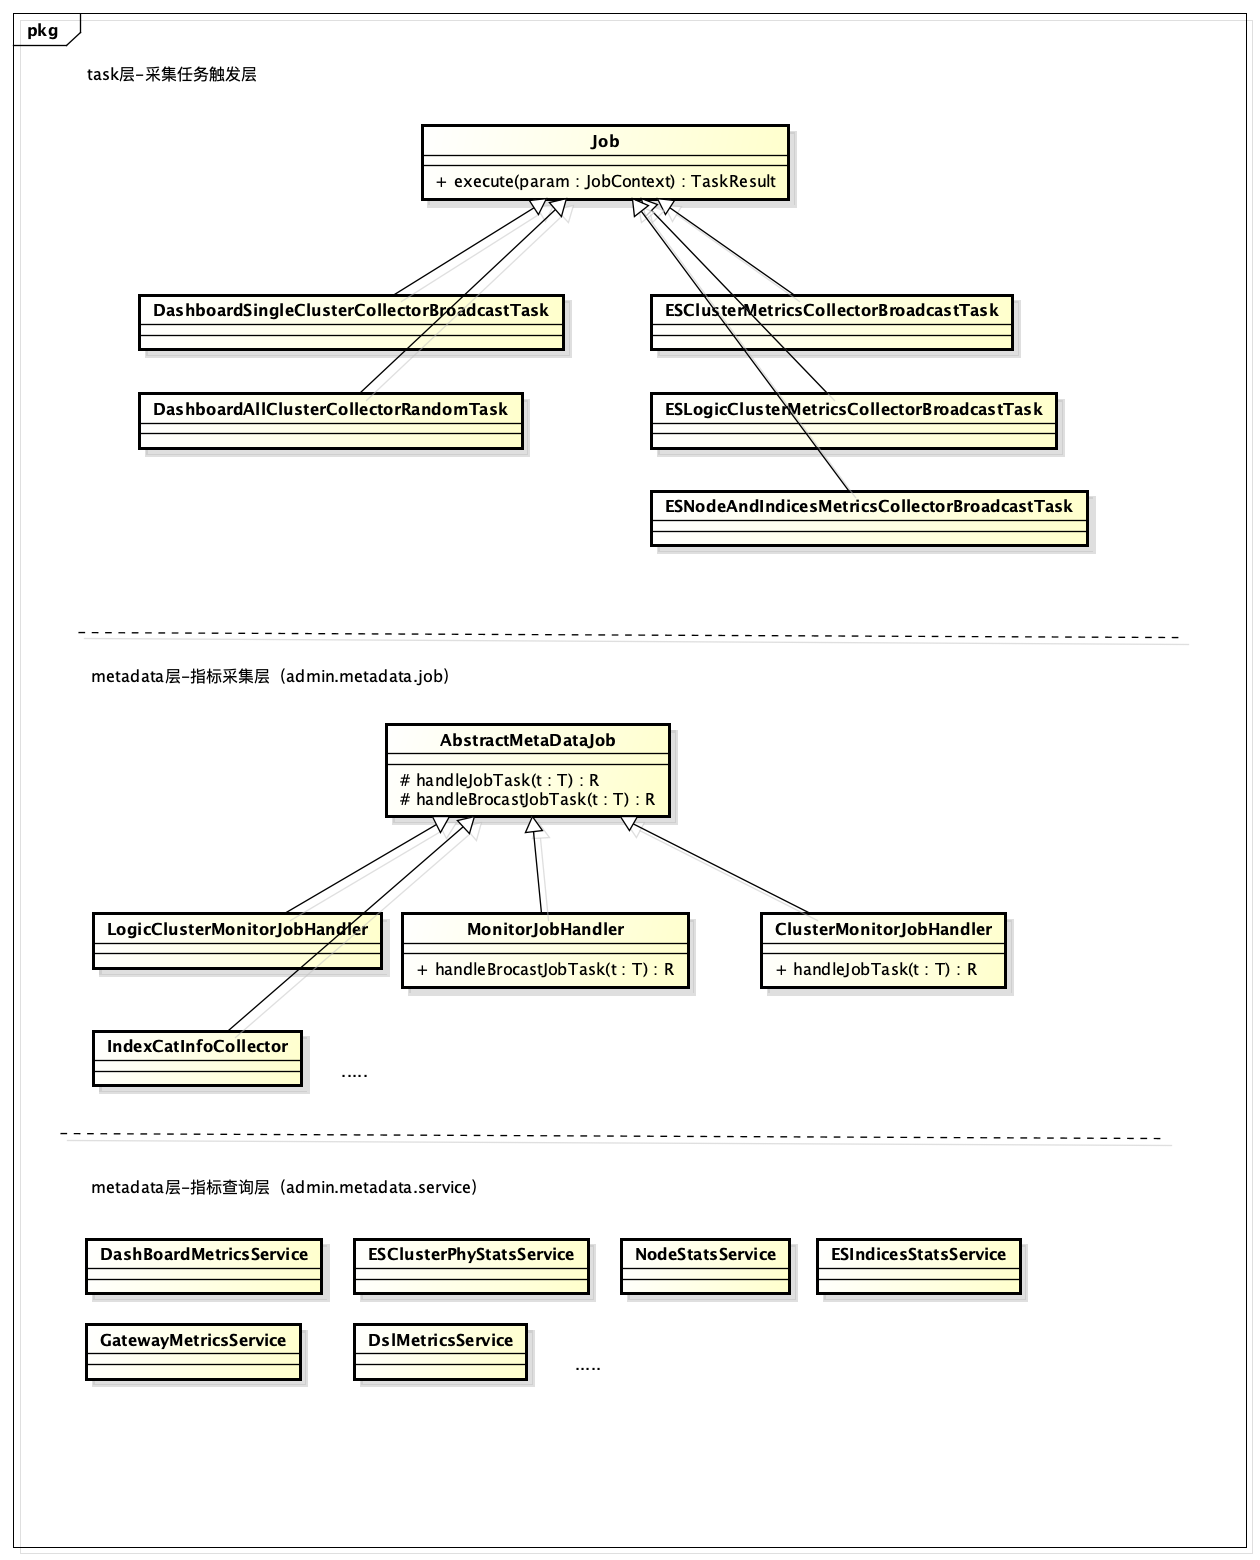 pkg
task层-采集任务触发层
Job
+ execute(param : JobContext) : TaskResult
DashboardSingleClusterCollectorBroadcastTask
ESClusterMetricsCollectorBroadcastTask
DashboardAllClusterCollectorRandomTask
ESLogicClusterMetricsCollectorBroadcastTask
ESNodeAndIndicesMetricsCollectorBroadcastTask
metadata层-指标采集层（admin.metadata.job）
AbstractMetaDataJob
# handleJobTask(t : T) : R
# handleBrocastJobTask(t : T) : R
LogicClusterMonitorJobHandler
MonitorJobHandler
+ handleBrocastJobTask(t : T) : R
ClusterMonitorJobHandler
+ handleJobTask(t : T) : R
IndexCatInfoCollector
.....
metadata层-指标查询层（admin.metadata.service）
DashBoardMetricsService
ESClusterPhyStatsService
NodeStatsService
ESIndicesStatsService
GatewayMetricsService
DslMetricsService
.....